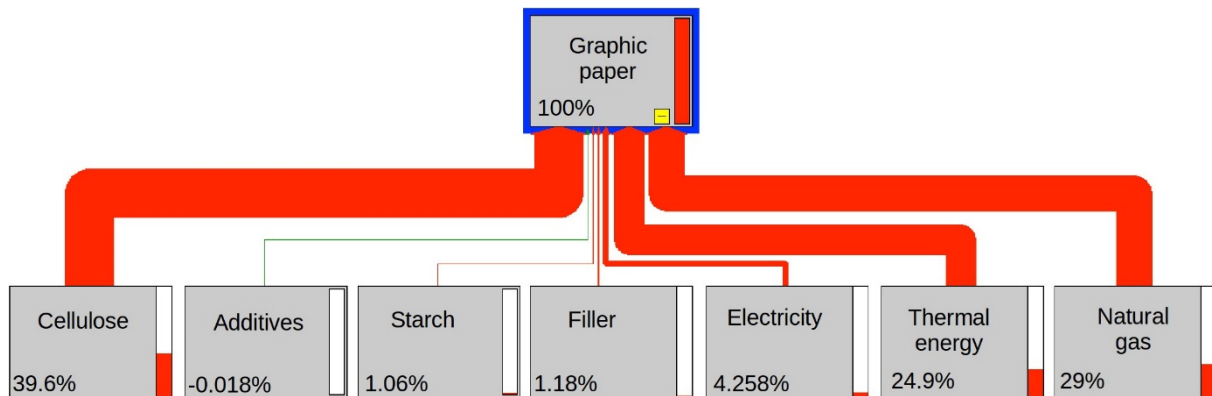 Graphic
paper
100%
Cellulose
39.6%
Additives
-0.018%
Starch
1.06%
Filler
1.18%
Electricity
4.258%
Thermal
energy
24.9%
Natural
gas
29%